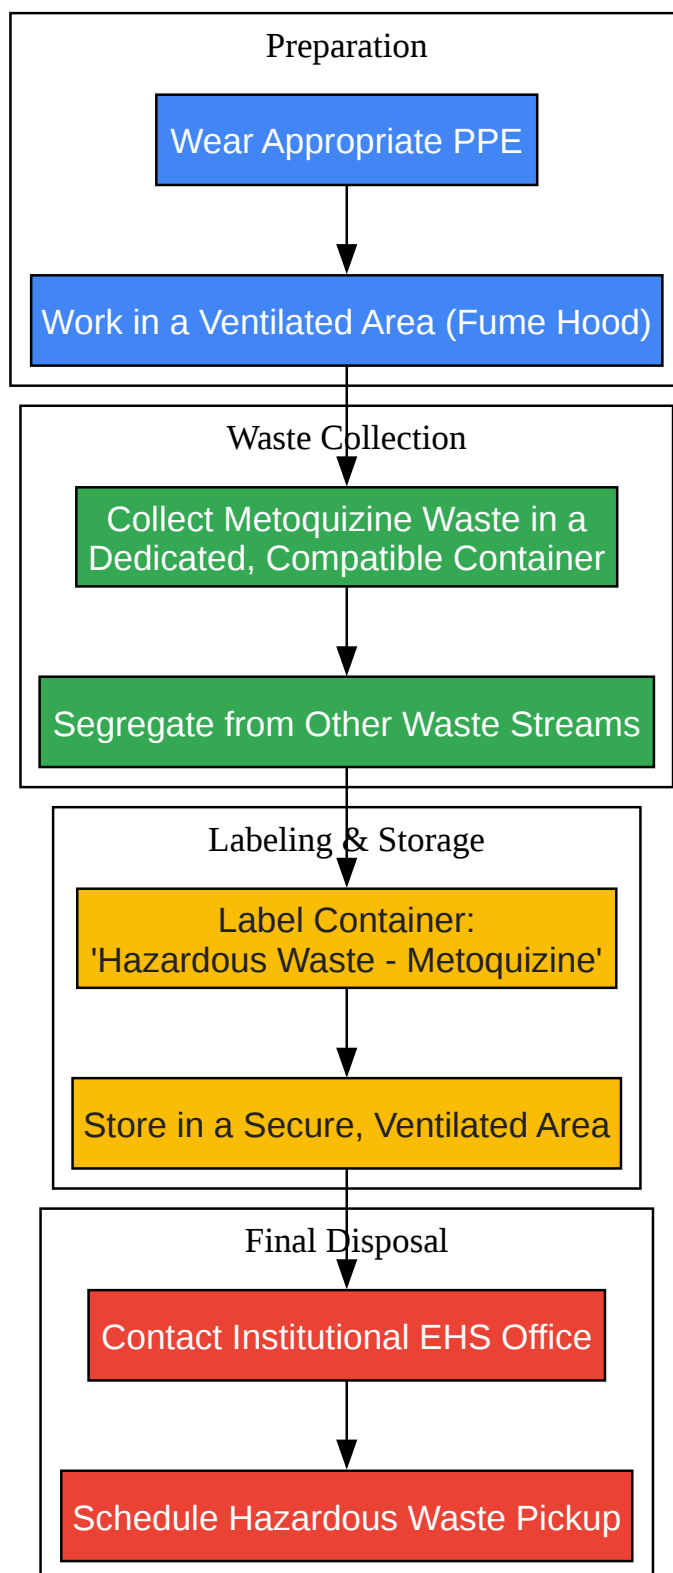 Preparation
Wear Appropriate PPE
Work in a Ventilated Area (Fume Hood)
Waste Collection
Collect Metoquizine Waste in a
Dedicated, Compatible Container
Segregate from Other Waste Streams
Labeling & Storage
Label Container:
'Hazardous Waste - Metoquizine'
Store in a Secure, Ventilated Area
Final Disposal
Contact Institutional EHS Office
Schedule Hazardous Waste Pickup